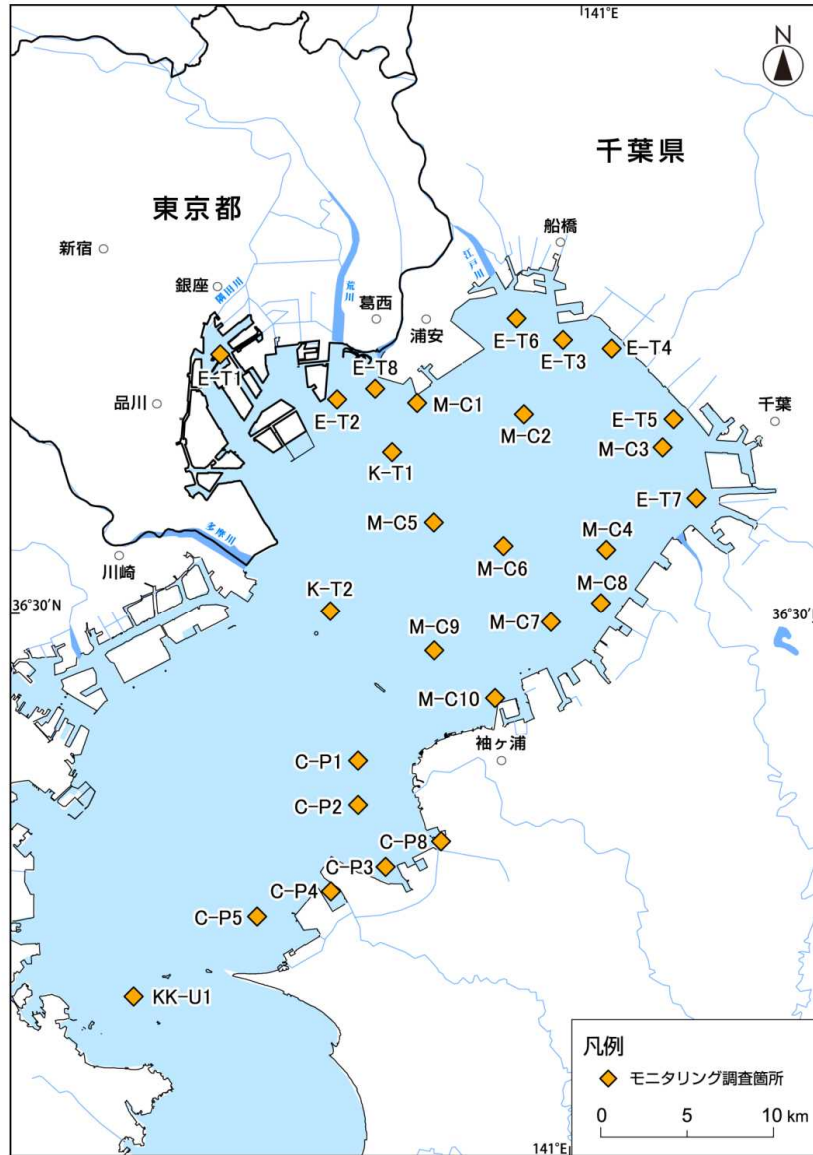 141°E
N
千葉県
東京都
船橋
新宿
江戸川
銀座
隅田川
荒川
葛西
浦安
E-T6
E-T3
E-T4
E-T1
E-T8
品川
E-T2
M-C1
M-C2
E-T5
千葉
M-C3
K-T1
E-T7
M-C5
多摩川
M-C6
M-C4
川崎
M-C8
K-T2
36°30′N
36°30′
M-C7
M-C9
M-C10
袖ヶ浦
C-P1
C-P2
C-P8
C-P3
C-P4
C-P5
KK-U1
凡例
モニタリング調査箇所
0 5 10 km
141°E